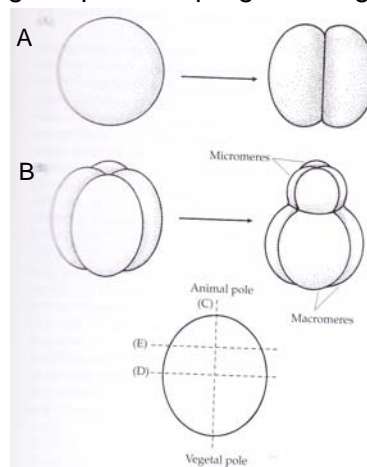 A
B
Micromeres
Macromeres
Animal pole
(C)
(E)
(D)
Vegetal pole